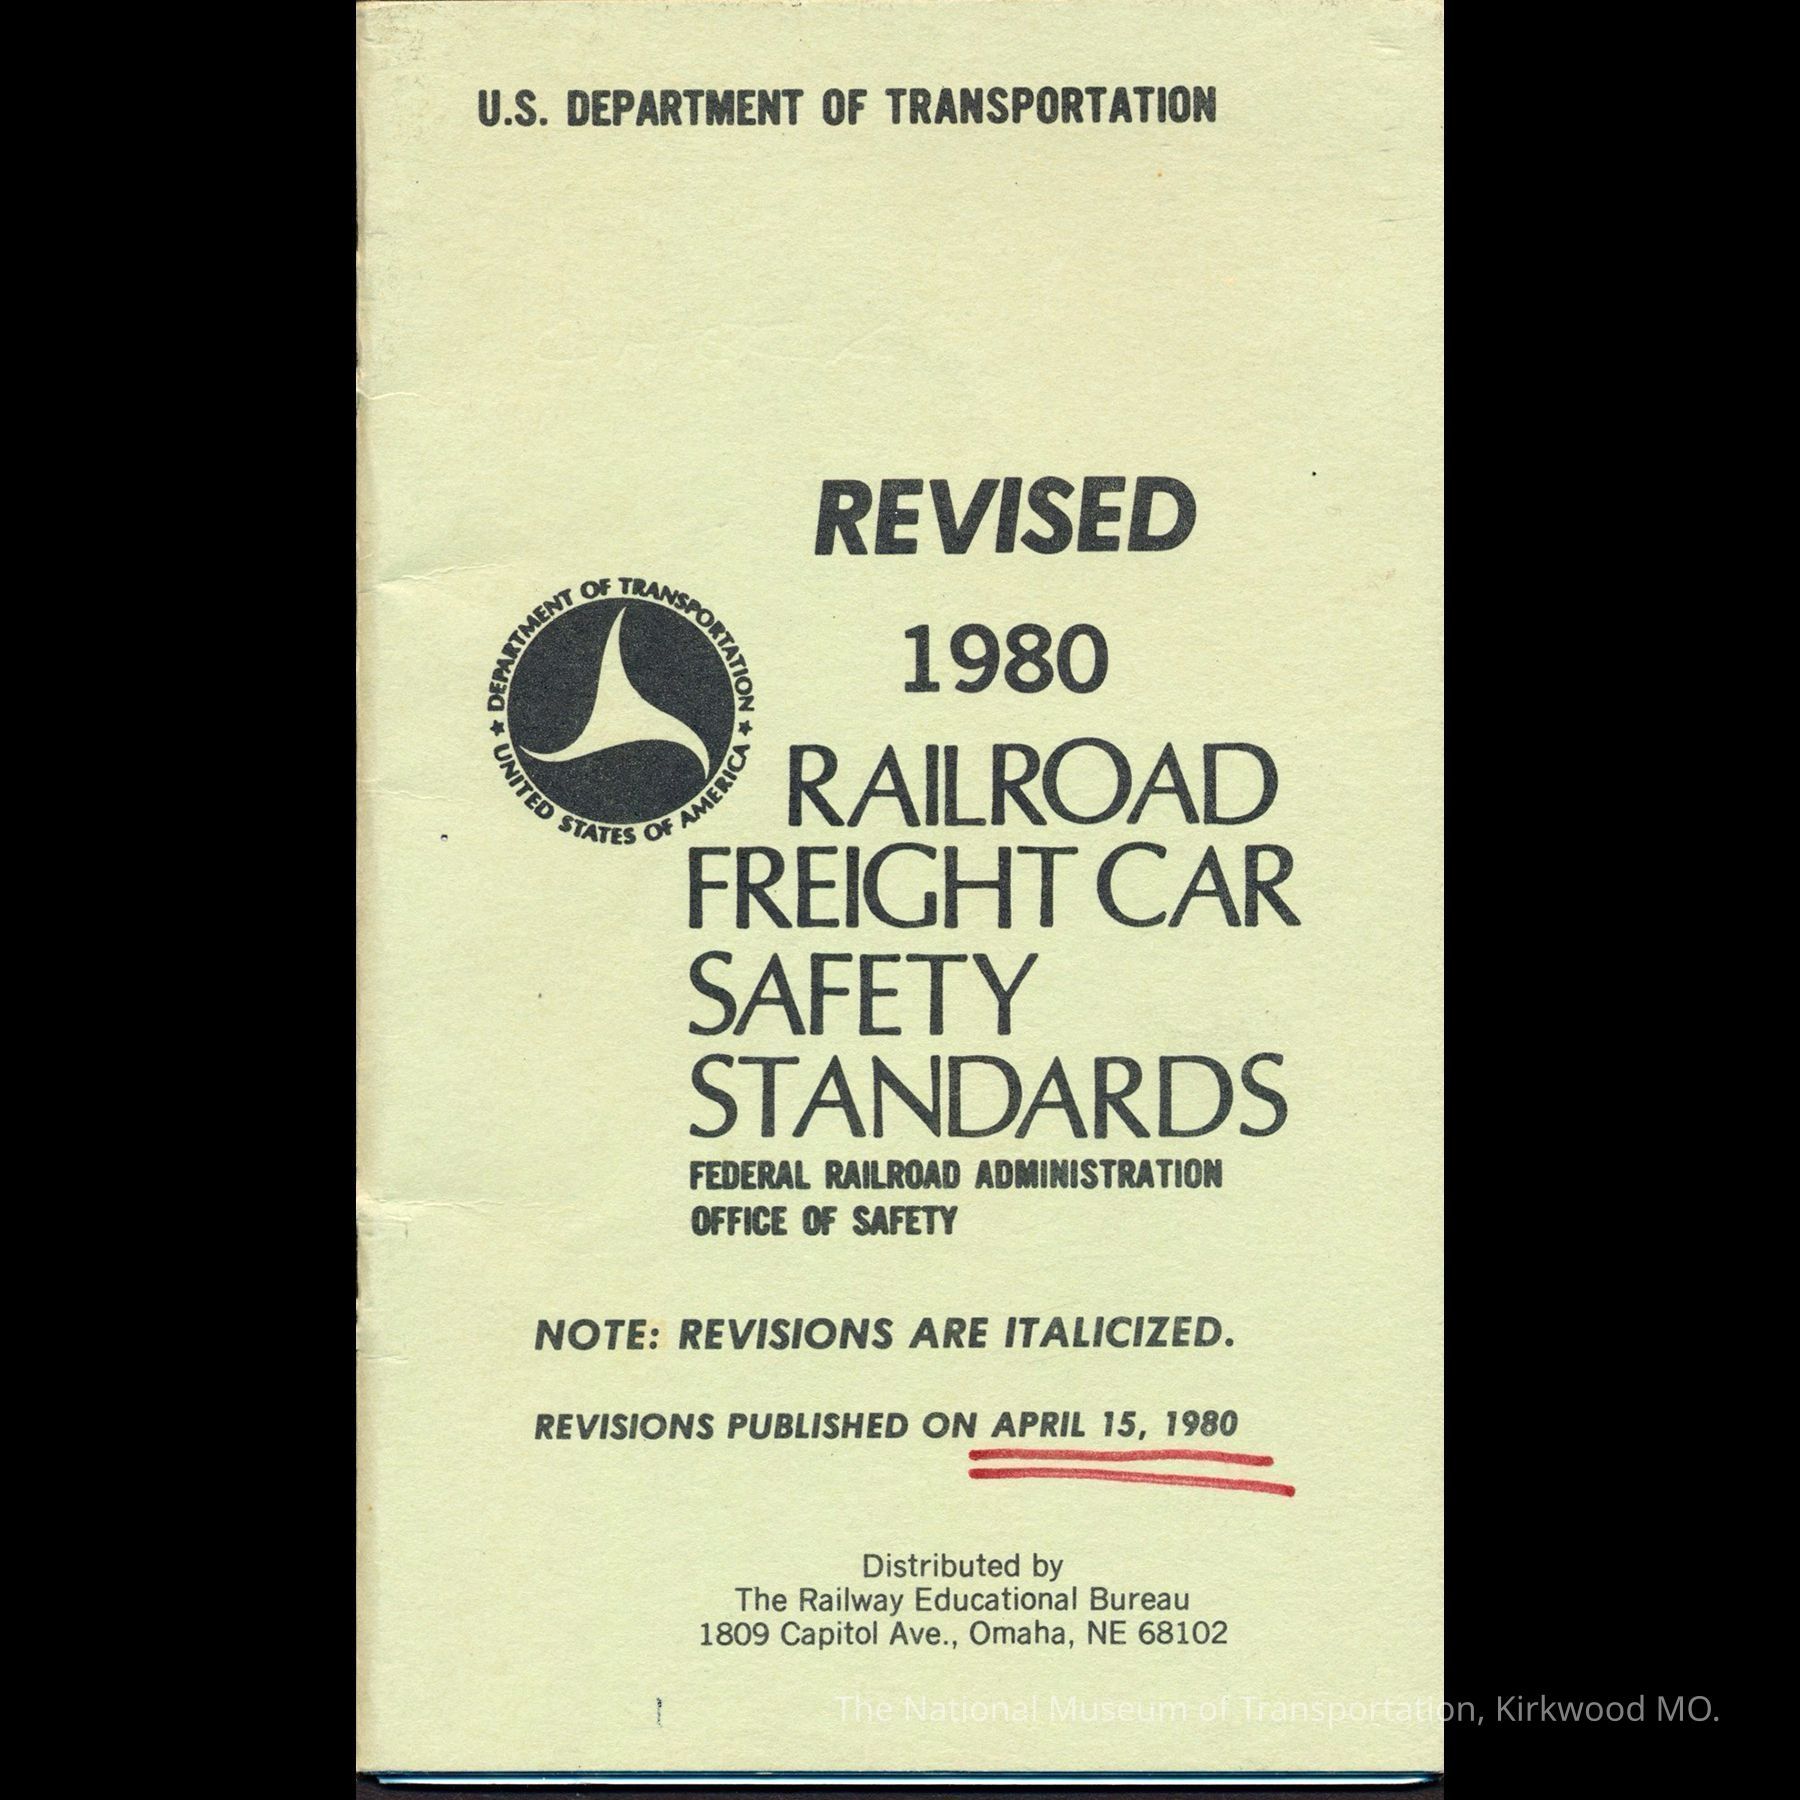 U.S. DEPARTMENT OF TRANSPORTATION
REVISED
1980
DEPARTMENT OF TRANSPORTATION
★ UNITED STATES OF AMERICA ★
RAILROAD
FREIGHT CAR
SAFETY
STANDARDS
FEDERAL RAILROAD ADMINISTRATION
OFFICE OF SAFETY
NOTE: REVISIONS ARE ITALICIZED.
REVISIONS PUBLISHED ON APRIL 15, 1980
Distributed by
The Railway Educational Bureau
1809 Capitol Ave., Omaha, NE 68102
The National Museum of Transportation, Kirkwood MO.